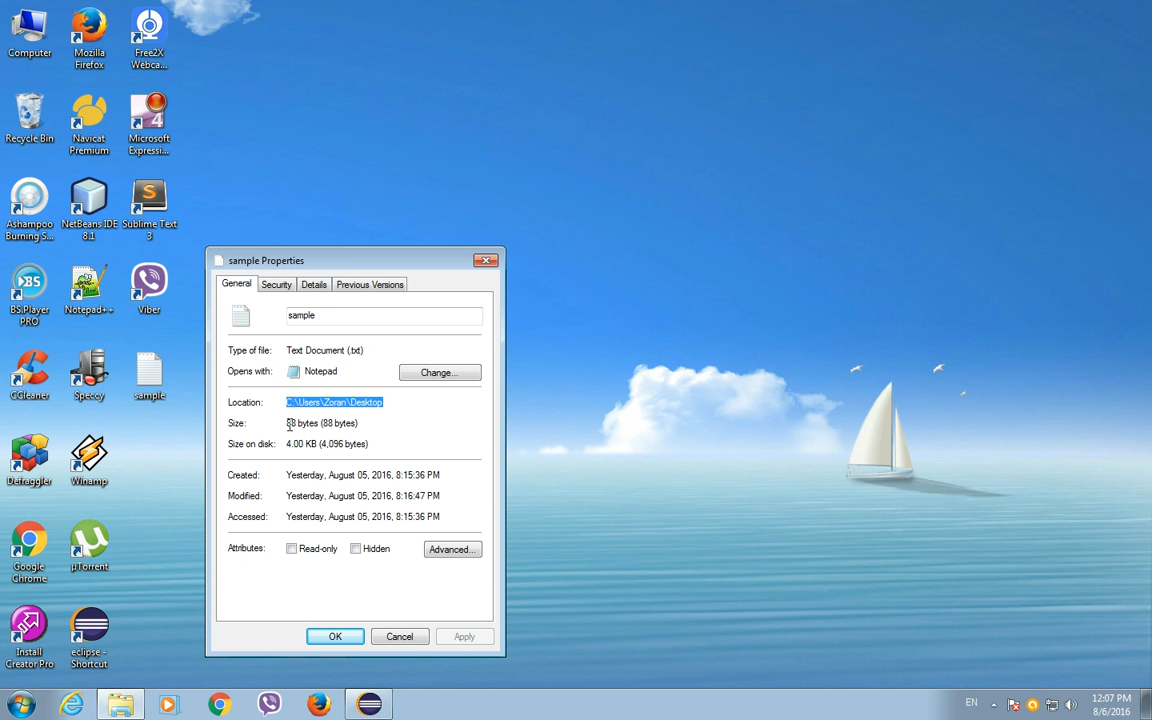 Computer
Mozilla
Firefox
Free2X
Webca...
Recycle Bin
Navicat
Premium
4
Microsoft
Expressi...
Ashampoo
Burning S...
NetBeans IDE
8.1
S
Sublime Text
3
BS
BS.Player
PRO
Notepad++
Viber
CCleaner
Speccy
sample
Defraggler
Winamp
Google
Chrome
µTorrent
Install
Creator Pro
eclipse -
Shortcut
sample Properties
General
Security
Details
Previous Versions
sample
Type of file: Text Document (.txt)
Opens with: Notepad
Change...
Location: C:\Users\Zoran\Desktop
Size: 88 bytes (88 bytes)
Size on disk: 4.00 KB (4,096 bytes)
Created: Yesterday, August 05, 2016, 8:15:36 PM
Modified: Yesterday, August 05, 2016, 8:16:47 PM
Accessed: Yesterday, August 05, 2016, 8:15:36 PM
Attributes: Read-only Hidden
Advanced...
OK
Cancel
Apply
EN
12:07 PM
8/6/2016